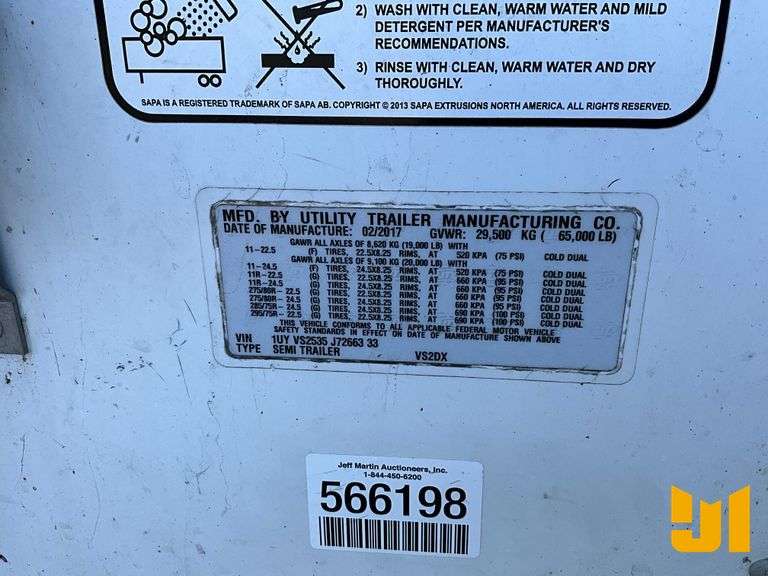 2) WASH WITH CLEAN, WARM WATER AND MILD
DETERGENT PER MANUFACTURER'S
RECOMMENDATIONS.
3) RINSE WITH CLEAN, WARM WATER AND DRY
THOROUGHLY.
SAPA IS A REGISTERED TRADEMARK OF SAPA AB. COPYRIGHT © 2013 SAPA EXTRUSIONS NORTH AMERICA. ALL RIGHTS RESERVED.
MFD. BY UTILITY TRAILER MANUFACTURING CO.
DATE OF MANUFACTURE: 02/2017 GVWR: 29,500 KG ( 65,000 LB)
GAWR ALL AXLES OF 8,620 KG (19,000 LB) WITH
11-22.5 (F) TIRES, 22.5X8.25 RIMS, AT 520 KPA (75 PSI) COLD DUAL
GAWR ALL AXLES OF 9,100 KG (20,000 LB) WITH
11-24.5 (F) TIRES, 24.5X8.25 RIMS, AT 520 KPA (75 PSI) COLD DUAL
11R-22.5 (G) TIRES, 22.5X8.25 RIMS, AT 660 KPA (95 PSI) COLD DUAL
11R-24.5 (G) TIRES, 24.5X8.25 RIMS, AT 660 KPA (95 PSI) COLD DUAL
275/80R- 22.5 (G) TIRES, 22.5X8.25 RIMS, AT 660 KPA (95 PSI) COLD DUAL
275/80R- 24.5 (G) TIRES, 24.5X8.25 RIMS, AT 660 KPA (95 PSI) COLD DUAL
285/75R- 24.5 (G) TIRES, 24.5X8.25 RIMS, AT 690 KPA (100 PSI) COLD DUAL
295/75R- 22.5 (G) TIRES, 22.5X8.25 RIMS, AT 690 KPA (100 PSI) COLD DUAL
THIS VEHICLE CONFORMS TO ALL APPLICABLE FEDERAL MOTOR VEHICLE
SAFETY STANDARDS IN EFFECT ON DATE OF MANUFACTURE SHOWN ABOVE
VIN 1UY VS2535 J72663 33
TYPE SEMI TRAILER VS2DX
Jeff Martin Auctioneers, Inc.
1-844-450-6200
566198